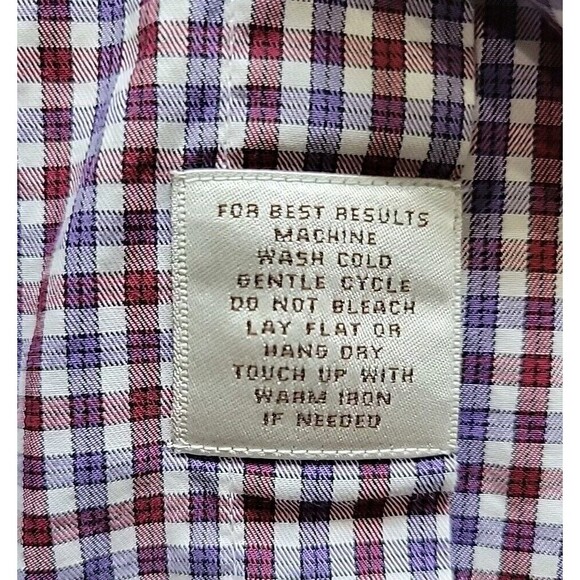 FOR BEST RESULTS
MACHINE
WASH COLD
GENTLE CYCLE
DO NOT BLEACH
LAY FLAT OR
HANG DRY
TOUCH UP WITH
WARM IRON
IF NEEDED